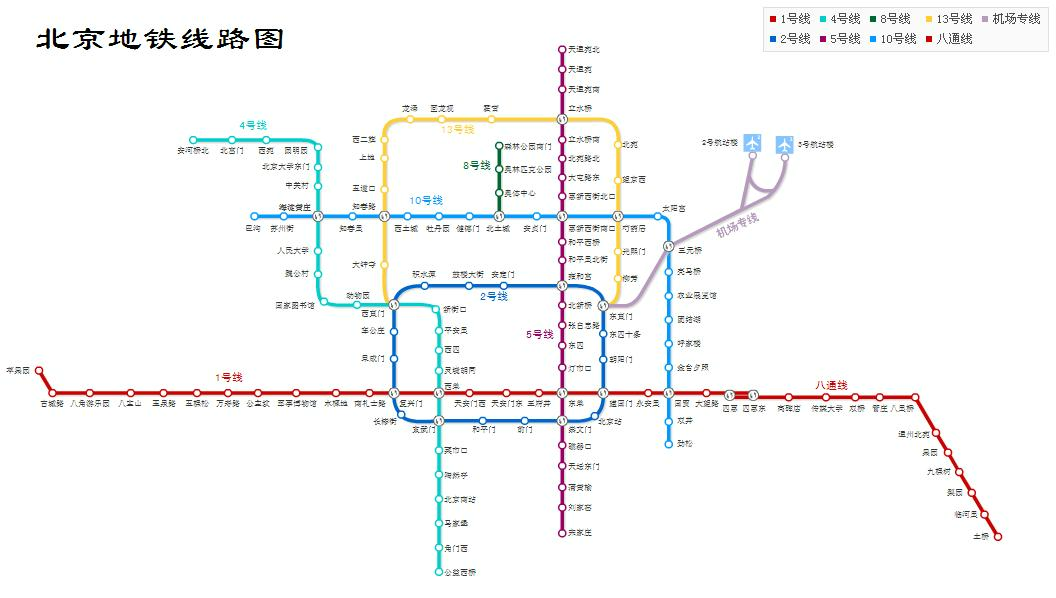 北京地铁线路图
1号线 4号线 8号线 13号线 机场专线
2号线 5号线 10号线 八通线
天通苑北
天通苑
天通苑南
立水桥
龙泽 回龙观 霍营
13号线
4号线
安河桥北 北宫门 西苑 圆明园
西二旗
上地
五道口
知春路
大钟寺
北京大学东门
中关村
海淀黄庄
8号线
森林公园南门
奥林匹克公园
奥体中心
立水桥南
北苑路北
大屯路东
惠新西街北口
北苑
望京西
2号航站楼
3号航站楼
机场专线
10号线
巴沟 苏州街 知春里 西土城 牡丹园 健德门 北土城 安贞门 惠新西街南口 芍药居
太阳宫
三元桥
亮马桥
农业展览馆
团结湖
呼家楼
金台夕照
人民大学
魏公村
国家图书馆
动物园
西直门
和平西桥
和平里北街
雍和宫
光熙门
柳芳
东直门
积水潭 鼓楼大街 安定门
2号线
新街口
平安里
西四
灵境胡同
西单
车公庄
阜成门
5号线
北新桥
张自忠路
东四
灯市口
东四十条
朝阳门
1号线
八通线
苹果园
古城路 八角游乐园 八宝山 玉泉路 五棵松 万寿路 公主坟 军事博物馆 木樨地 南礼士路 复兴门
天安门西 天安门东 王府井 东单 建国门 永安里 国贸 大望路 四惠 四惠东 高碑店 传媒大学 双桥 管庄 八里桥
长椿街
宣武门
和平门 前门
崇文门
北京站
双井
劲松
通州北苑
果园
九棵树
梨园
临河里
土桥
菜市口
陶然亭
北京南站
马家堡
角门西
公益西桥
磁器口
天坛东门
蒲黄榆
刘家窑
宋家庄